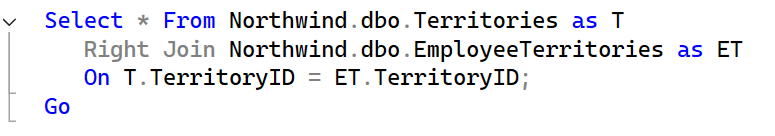 Select * From Northwind.dbo.Territories as T
Right Join Northwind.dbo.EmployeeTerritories as ET
On T.TerritoryID = ET.TerritoryID;
Go